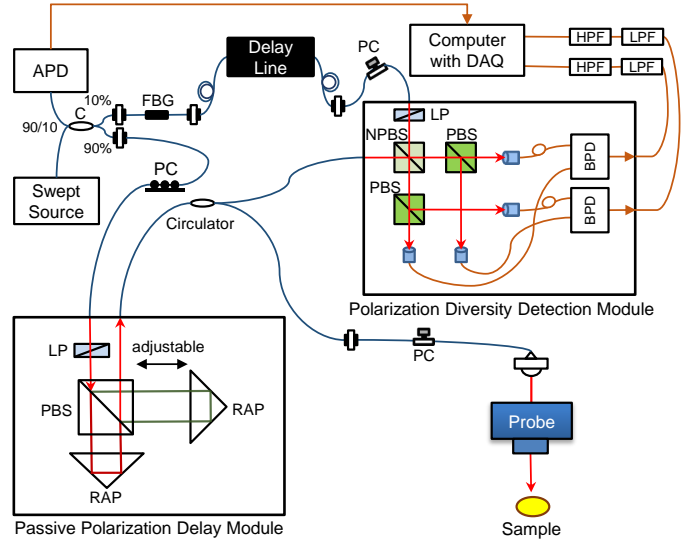 APD
10%
C
FBG
90/10
90%
Swept
Source
Delay
Line
PC
Computer
with DAQ
HPF
LPF
HPF
LPF
PC
Circulator
LP
NPBS
PBS
PBS
BPD
BPD
Polarization Diversity Detection Module
LP
adjustable
PBS
RAP
RAP
Passive Polarization Delay Module
PC
Probe
Sample